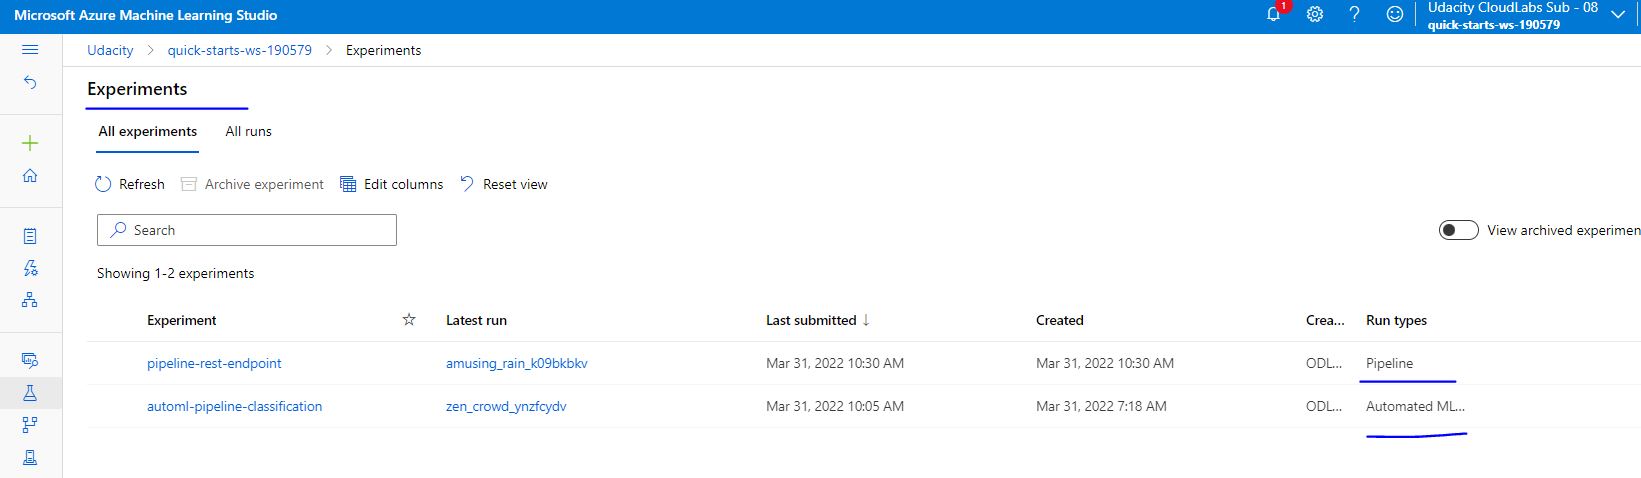 Microsoft Azure Machine Learning Studio
1
Udacity CloudLabs Sub - 08
quick-starts-ws-190579
Udacity > quick-starts-ws-190579 > Experiments
Experiments
All experiments All runs
Refresh Archive experiment Edit columns Reset view
Search
View archived experimen
Showing 1-2 experiments
Experiment Latest run Last submitted ↓ Created Crea... Run types
pipeline-rest-endpoint amusing_rain_k09bkbkv Mar 31, 2022 10:30 AM Mar 31, 2022 10:30 AM ODL... Pipeline
automl-pipeline-classification zen_crowd_ynzfcydv Mar 31, 2022 10:05 AM Mar 31, 2022 7:18 AM ODL... Automated ML...